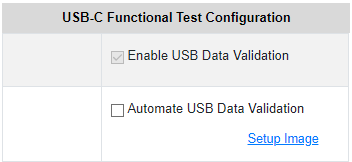 USB-C Functional Test Configuration
Enable USB Data Validation
Automate USB Data Validation
Setup Image